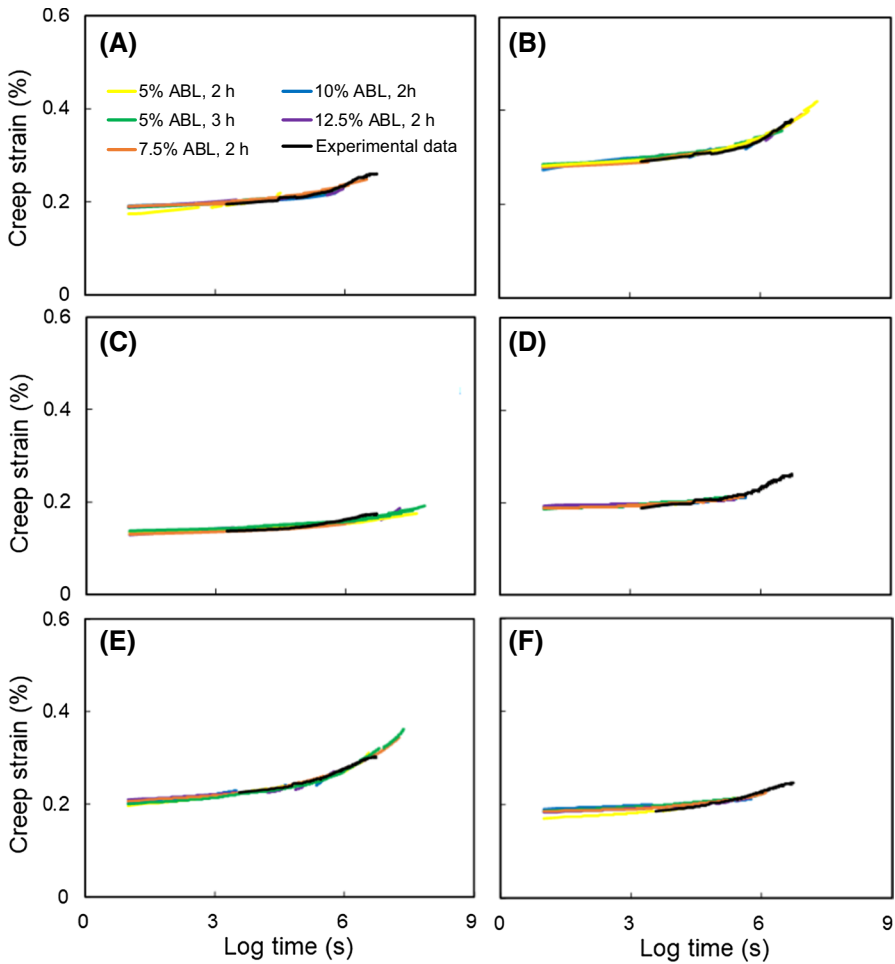 0.6
(A)
(B)
5% ABL, 2 h
10% ABL, 2h
5% ABL, 3 h
12.5% ABL, 2 h
7.5% ABL, 2 h
Experimental data
0.4
0.2
0
Creep strain (%)
0.6
(C)
(D)
0.4
0.2
0
Creep strain (%)
0.6
(E)
(F)
0.4
0.2
0
Creep strain (%)
0
3
6
9
0
3
6
9
Log time (s)
Log time (s)